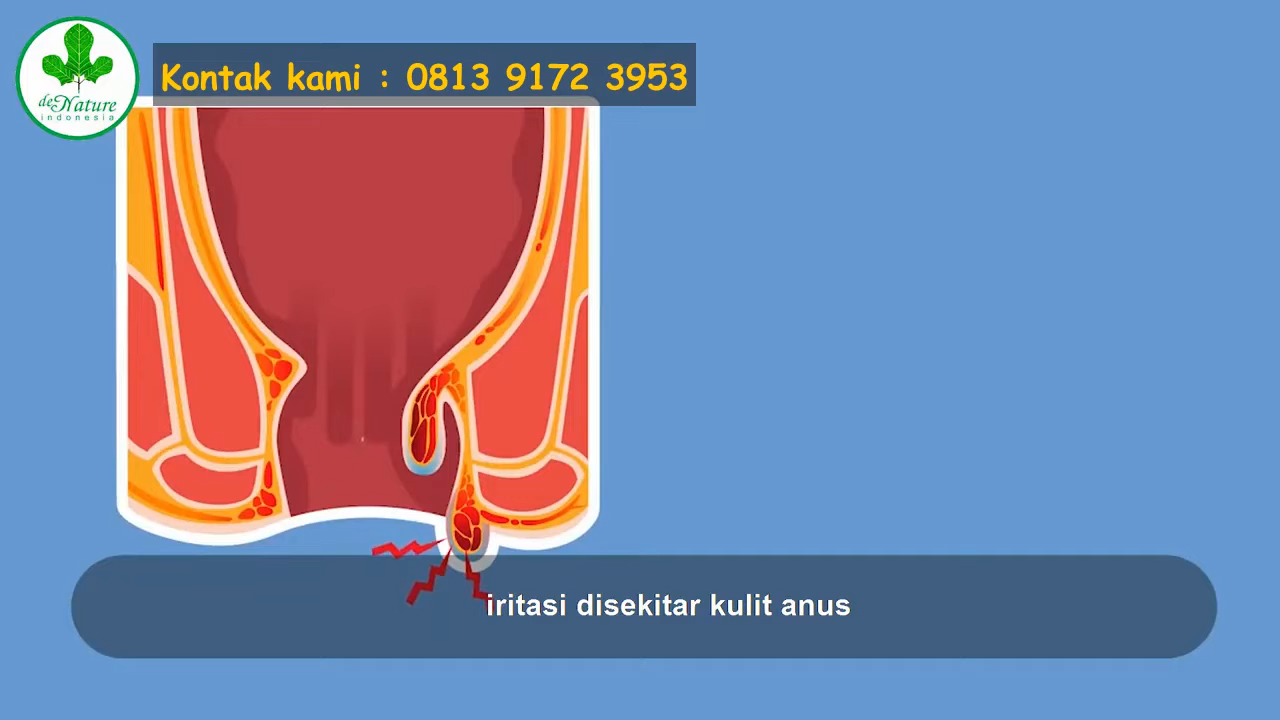 Kontak kami : 0813 9172 3953
deNature
indonesia
iritasi disekitar kulit anus